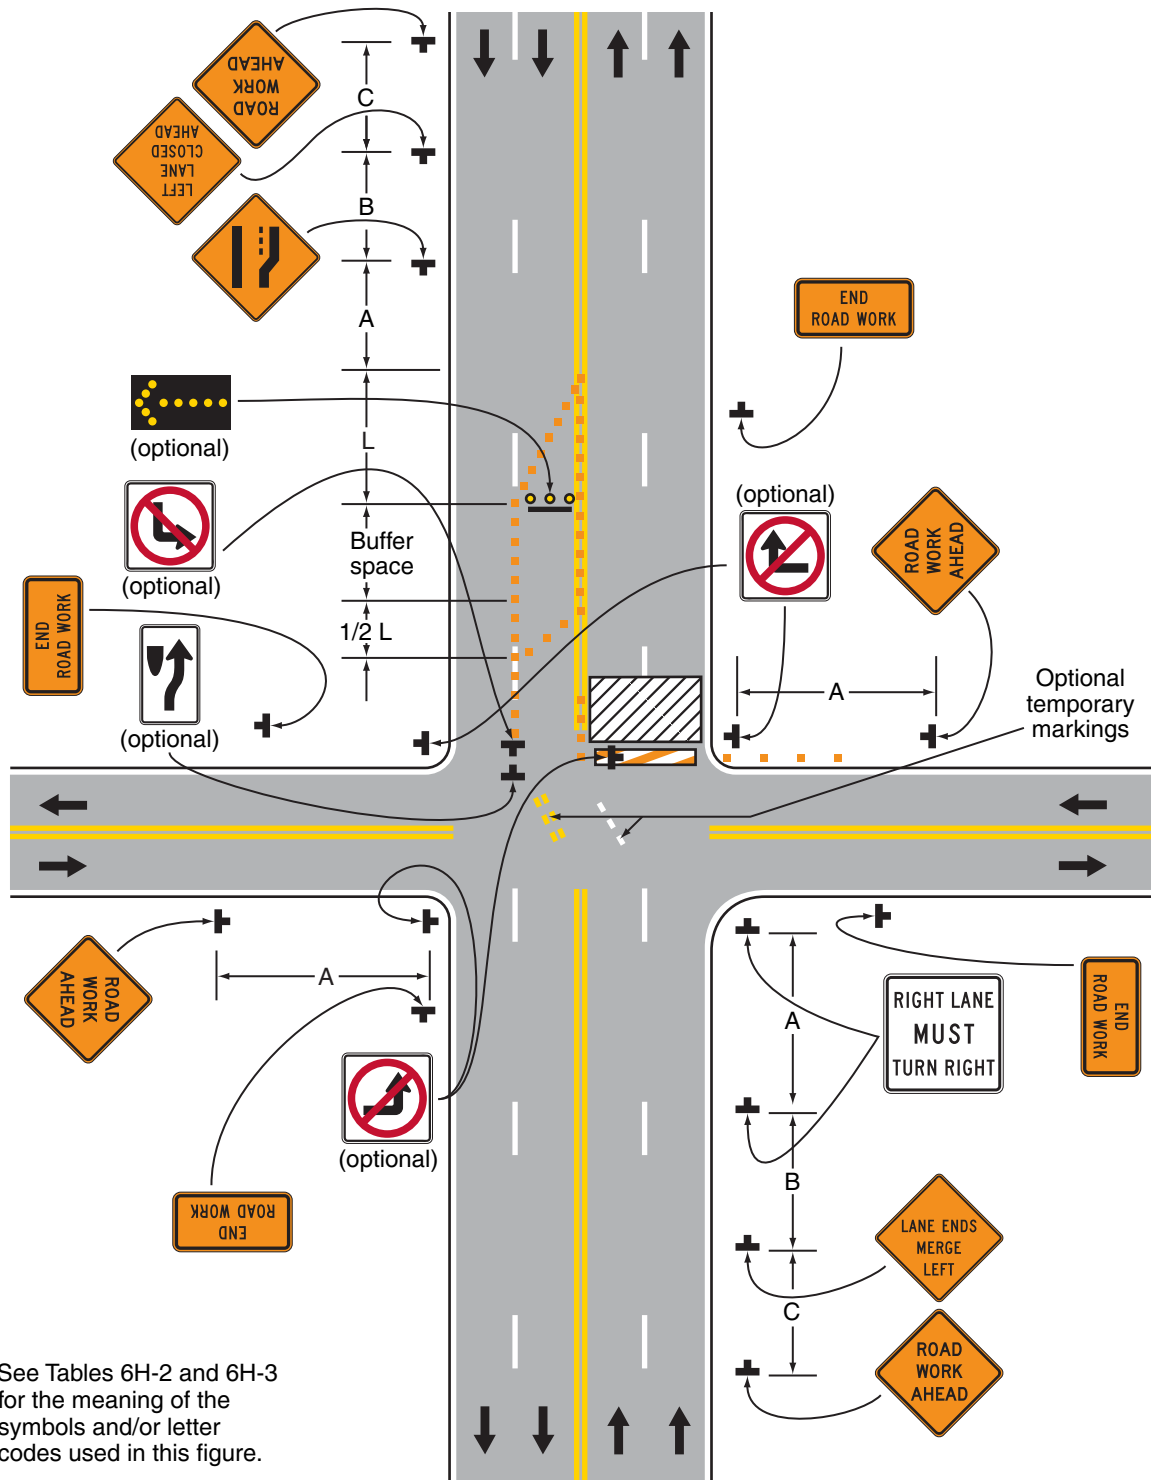 ROAD
WORK
AHEAD
C
LEFT
LANE
CLOSED
AHEAD
B
A
END
ROAD WORK
(optional)
L
(optional)
(optional)
ROAD
WORK
AHEAD
Buffer
space
END
ROAD WORK
1/2 L
(optional)
A
Optional
temporary
markings
ROAD
WORK
AHEAD
A
A
RIGHT LANE
MUST
TURN RIGHT
END
ROAD WORK
(optional)
B
END
ROAD WORK
LANE ENDS
MERGE
LEFT
C
ROAD
WORK
AHEAD
See Tables 6H-2 and 6H-3
for the meaning of the
symbols and/or letter
codes used in this figure.